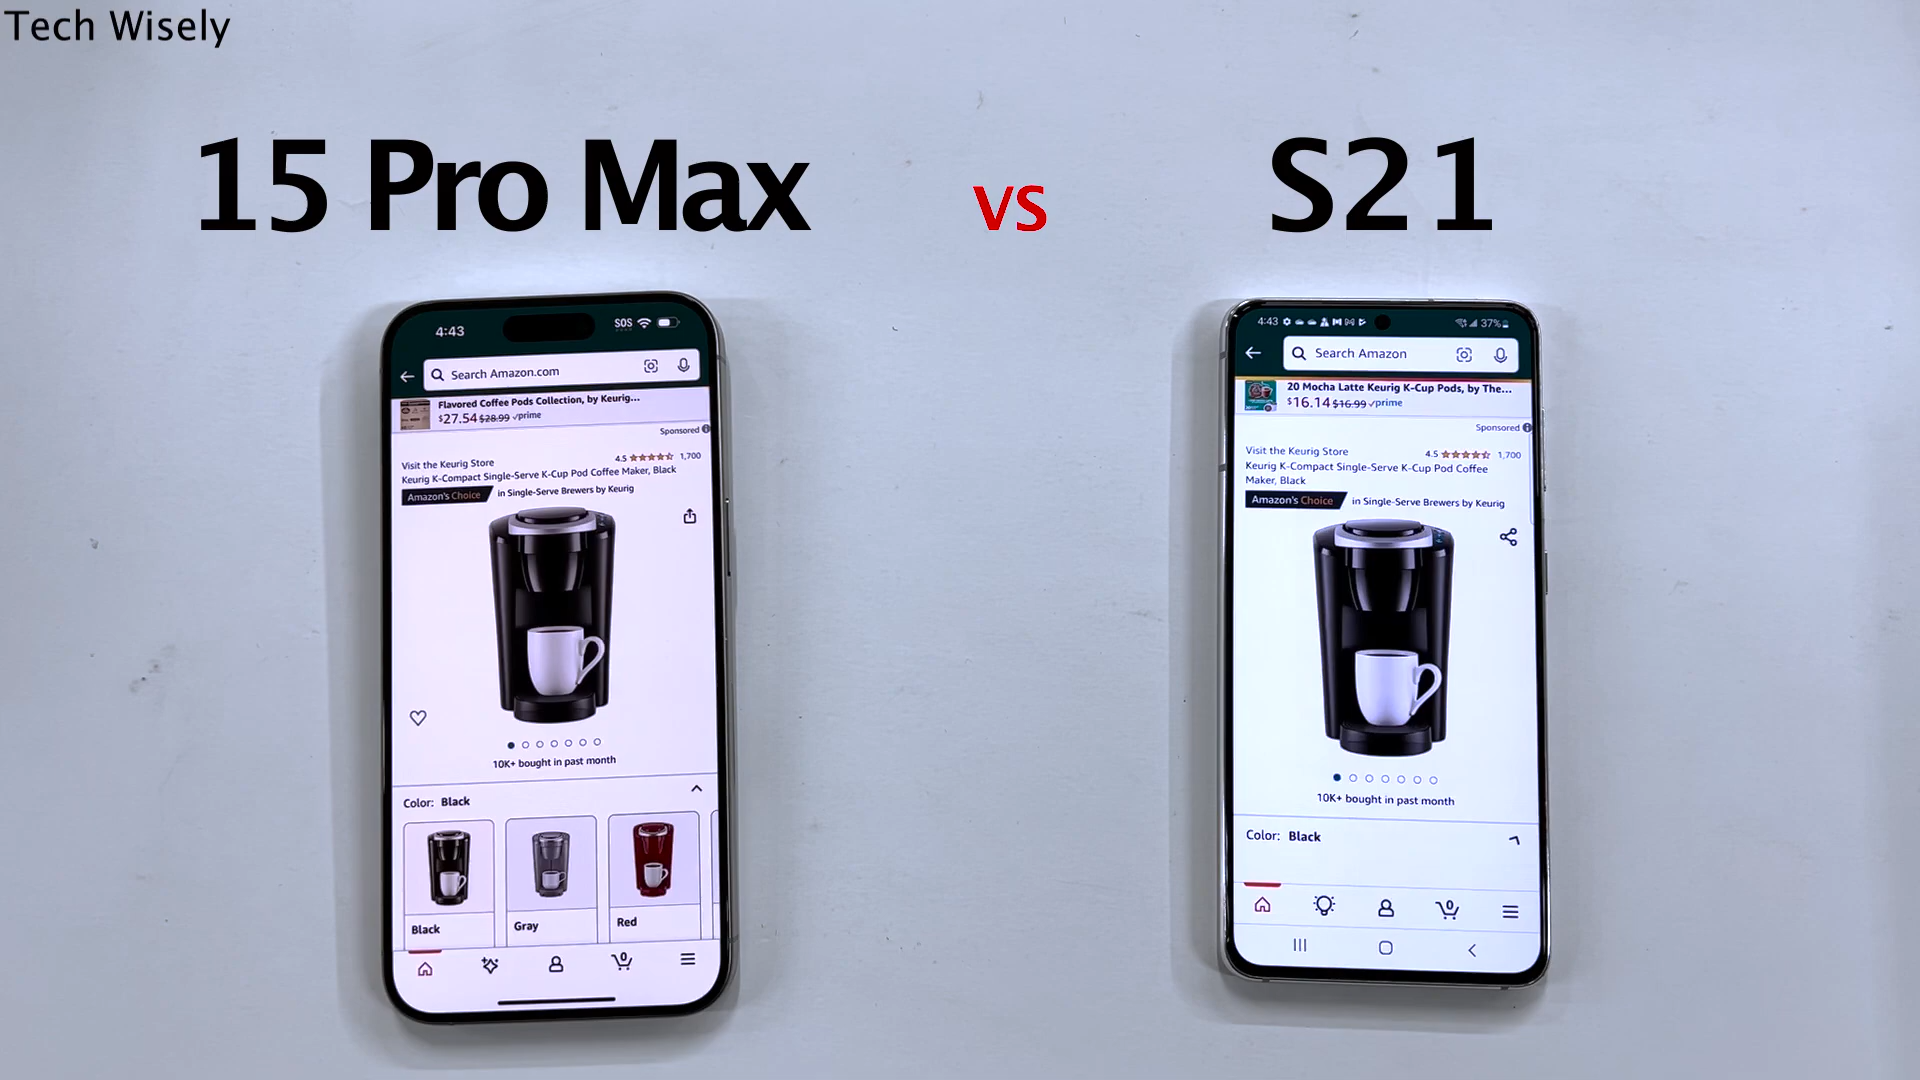 Tech Wisely
15 Pro Max vs S21
4:43
SOS
Search Amazon.com
Flavored Coffee Pods Collection, by Keurig...
$27.54 $28.99 ✓prime
Sponsored
Visit the Keurig Store
4.5 1,700
Keurig K-Compact Single-Serve K-Cup Pod Coffee Maker, Black
Amazon's Choice in Single-Serve Brewers by Keurig
10K+ bought in past month
Color: Black
Black
Gray
Red
0
4:43
37%
Search Amazon
20 Mocha Latte Keurig K-Cup Pods, by The...
$16.14 $16.99 ✓prime
Sponsored
Visit the Keurig Store
4.5 1,700
Keurig K-Compact Single-Serve K-Cup Pod Coffee
Maker, Black
Amazon's Choice in Single-Serve Brewers by Keurig
10K+ bought in past month
Color: Black
0